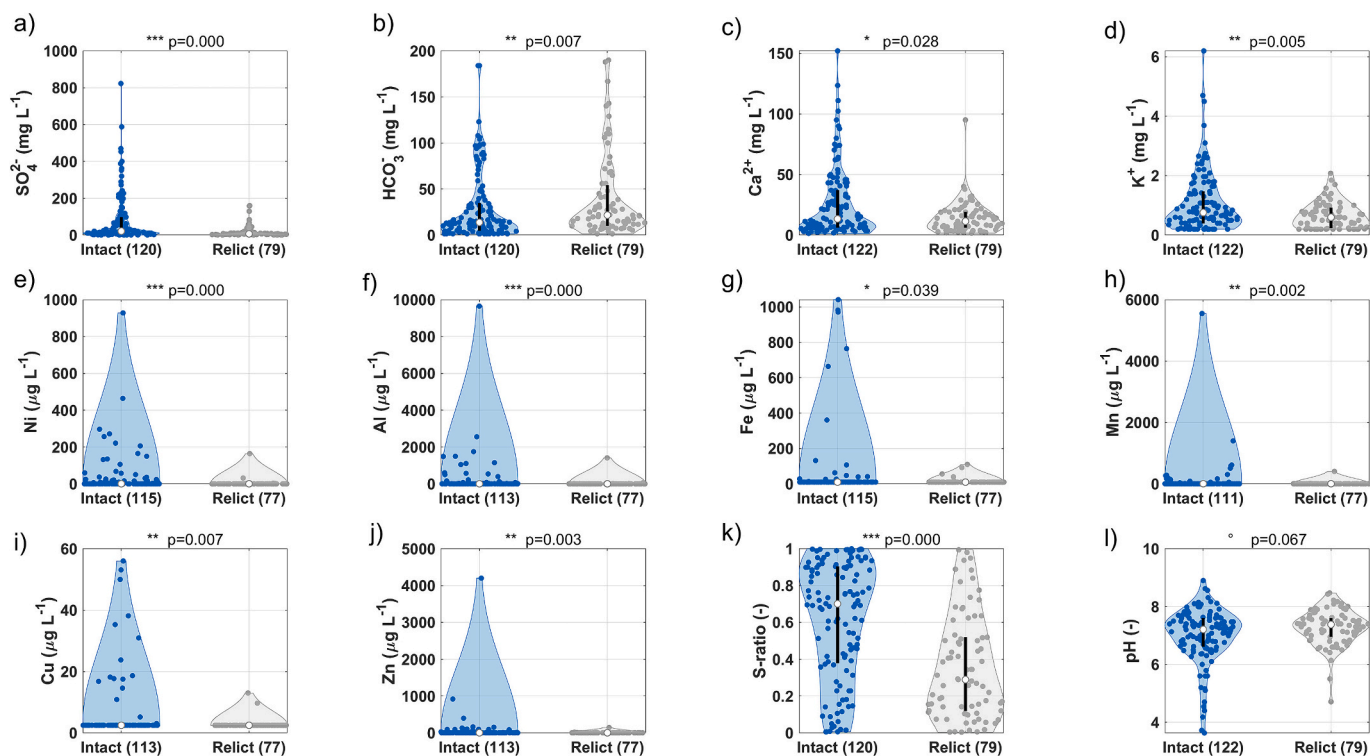 a)
*** p=0.000
1000
800
600
400
200
0
SO₄²⁻ (mg L⁻¹)
Intact (120) Relict (79)
b)
** p=0.007
200
150
100
50
0
HCO₃⁻ (mg L⁻¹)
Intact (120) Relict (79)
c)
* p=0.028
150
100
50
0
Ca²⁺ (mg L⁻¹)
Intact (122) Relict (79)
d)
** p=0.005
6
4
2
0
K⁺ (mg L⁻¹)
Intact (122) Relict (79)
e)
*** p=0.000
1000
800
600
400
200
0
Ni (µg L⁻¹)
Intact (115) Relict (77)
f)
*** p=0.000
10000
8000
6000
4000
2000
0
Al (µg L⁻¹)
Intact (113) Relict (77)
g)
* p=0.039
1000
800
600
400
200
0
Fe (µg L⁻¹)
Intact (115) Relict (77)
h)
** p=0.002
6000
4000
2000
0
Mn (µg L⁻¹)
Intact (111) Relict (77)
i)
** p=0.007
60
40
20
0
Cu (µg L⁻¹)
Intact (113) Relict (77)
j)
** p=0.003
5000
4000
3000
2000
1000
0
Zn (µg L⁻¹)
Intact (113) Relict (77)
k)
*** p=0.000
1
0.8
0.6
0.4
0.2
0
S-ratio (-)
Intact (120) Relict (79)
l)
° p=0.067
10
8
6
4
pH (-)
Intact (122) Relict (79)